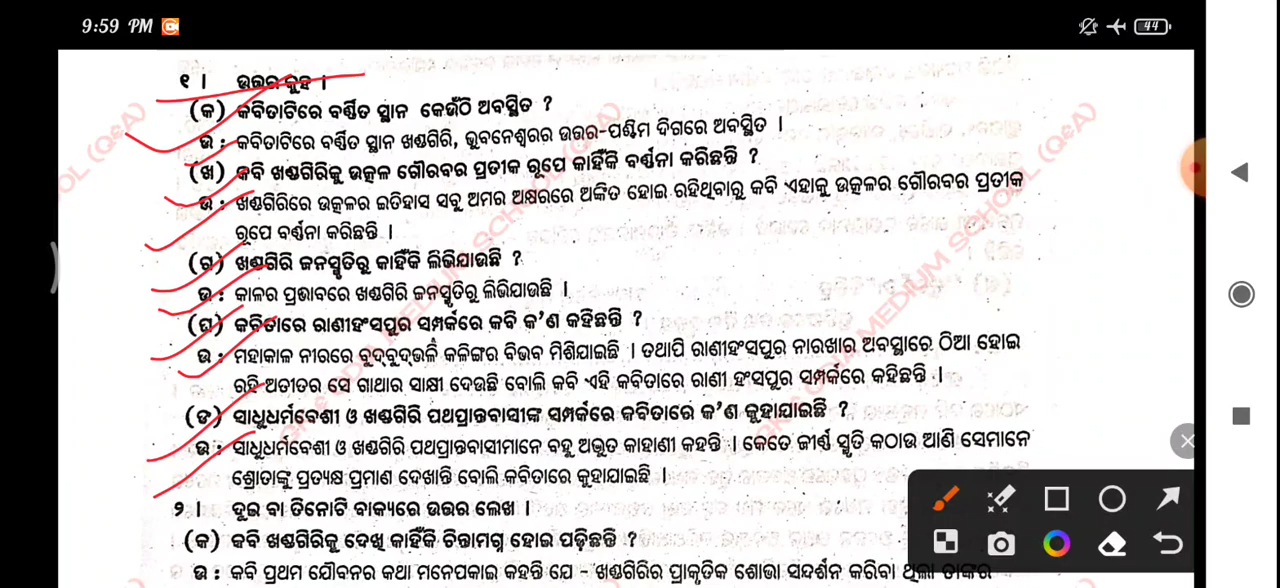 9:59 PM
44
୧ । ଉତ୍ତର କୁହ ।
(କ) କବିତାଟିରେ ବର୍ଣ୍ଣିତ ସ୍ଥାନ କେଉଁଠି ଅବସ୍ଥିତ ?
ଉ : କବିତାଟିରେ ବର୍ଣ୍ଣିତ ସ୍ଥାନ ଖଣ୍ଡଗିରି, ଭୁବନେଶ୍ୱରର ଉତ୍ତର-ପଶ୍ଚିମ ଦିଗରେ ଅବସ୍ଥିତ ।
(ଖ) କବି ଖଣ୍ଡଗିରିକୁ ଉତ୍କଳ ଗୌରବର ପ୍ରତୀକ ରୂପେ କାହିଁକି ବର୍ଣ୍ଣନା କରିଛନ୍ତି ?
ଉ : ଖଣ୍ଡଗିରିରେ ଉତ୍କଳର ଇତିହାସ ସବୁ ଅମର ଅକ୍ଷରରେ ଅଙ୍କିତ ହୋଇ ରହିଥିବାରୁ କବି ଏହାକୁ ଉତ୍କଳର ଗୌରବର ପ୍ରତୀକ
ରୂପେ ବର୍ଣ୍ଣନା କରିଛନ୍ତି ।
(ଗ) ଖଣ୍ଡଗିରି ଜନସ୍ମୃତିରୁ କାହିଁକି ଲିଭିଯାଉଛି ?
ଉ : କାଳର ପ୍ରଭାବରେ ଖଣ୍ଡଗିରି ଜନସ୍ମୃତିରୁ ଲିଭିଯାଉଛି ।
(ଘ) କବିତାରେ ରାଣୀହଂସପୁର ସମ୍ପର୍କରେ କବି କ'ଣ କହିଛନ୍ତି ?
ଉ : ମହାକାଳ ନୀରରେ ବୁଦ୍‌ବୁଦ୍‌ଭଳି କଳିଙ୍ଗର ବିଭବ ମିଶିଯାଇଛି । ତଥାପି ରାଣୀହଂସପୁର ନାରଖାର ଅବସ୍ଥାରେ ଠିଆ ହୋଇ
ରହି ଅତୀତର ସେ ଗାଥାର ସାକ୍ଷୀ ଦେଉଛି ବୋଲି କବି ଏହି କବିତାରେ ରାଣୀ ହଂସପୁର ସମ୍ପର୍କରେ କହିଛନ୍ତି ।
(ଙ) ସାଧୁଧର୍ମବେଶୀ ଓ ଖଣ୍ଡଗିରି ପଥପ୍ରାନ୍ତବାସୀଙ୍କ ସମ୍ପର୍କରେ କବିତାରେ କ'ଣ କୁହାଯାଇଛି ?
ଉ : ସାଧୁଧର୍ମବେଶୀ ଓ ଖଣ୍ଡଗିରି ପଥପ୍ରାନ୍ତବାସୀମାନେ ବହୁ ଅଦ୍ଭୁତ କାହାଣୀ କହନ୍ତି । କେତେ ଜୀର୍ଣ୍ଣ ସ୍ମୃତି କଠାଉ ଆଣି ସେମାନେ
ଶ୍ରୋତାଙ୍କୁ ପ୍ରତ୍ୟକ୍ଷ ପ୍ରମାଣ ଦେଖାନ୍ତି ବୋଲି କବିତାରେ କୁହାଯାଇଛି ।
୨ । ଦୁଇ ବା ତିନୋଟି ବାକ୍ୟରେ ଉତ୍ତର ଲେଖ ।
(କ) କବି ଖଣ୍ଡଗିରିକୁ ଦେଖି କାହିଁକି ଚିନ୍ତାମଗ୍ନ ହୋଇ ପଡ଼ିଛନ୍ତି ?
ଉ : କବି ପ୍ରଥମ ଯୌବନର କଥା ମନେପକାଇ କହନ୍ତି ଯେ - ଖଣ୍ଡଗିରିର ପ୍ରାକୃତିକ ଶୋଭା ସନ୍ଦର୍ଶନ କରିବା ଥିଲା ତାଙ୍କର